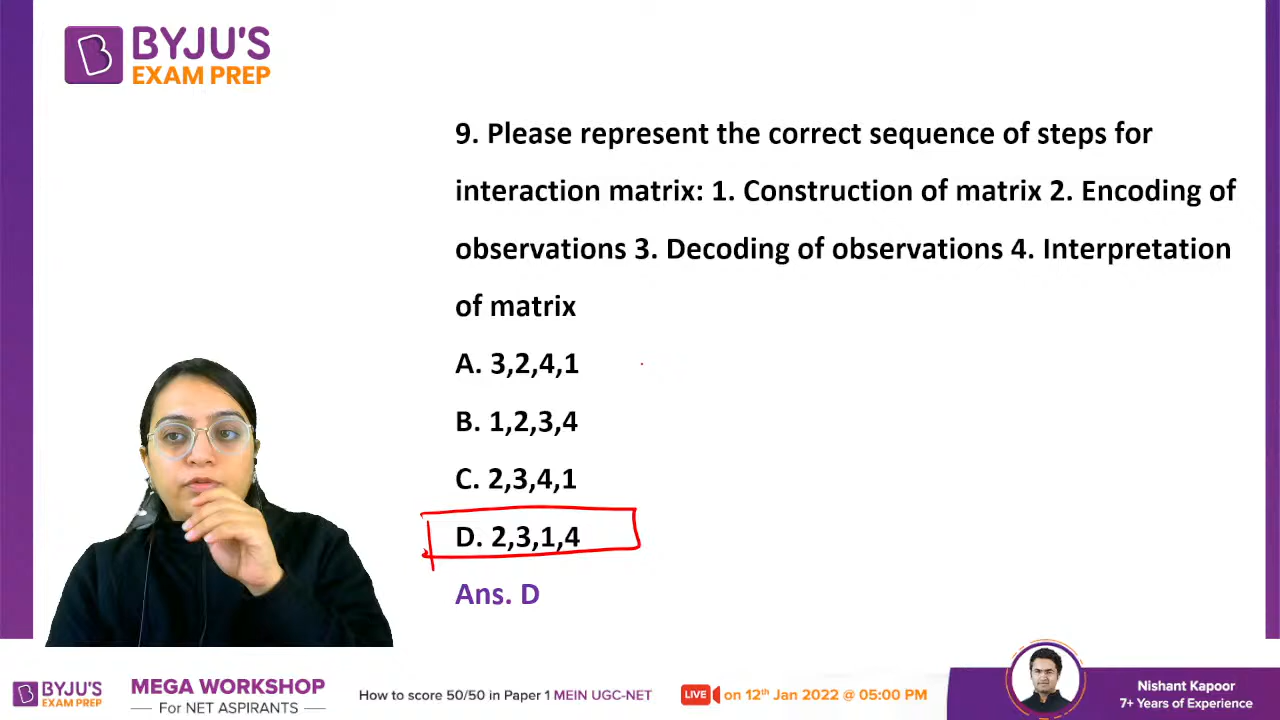 BYJU'S
EXAM PREP
9. Please represent the correct sequence of steps for
interaction matrix: 1. Construction of matrix 2. Encoding of
observations 3. Decoding of observations 4. Interpretation
of matrix
A. 3,2,4,1
B. 1,2,3,4
C. 2,3,4,1
D. 2,3,1,4
Ans. D
BYJU'S
EXAM PREP
MEGA WORKSHOP
For NET ASPIRANTS
How to score 50/50 in Paper 1 MEIN UGC-NET
LIVE on 12th Jan 2022 @ 05:00 PM
Nishant Kapoor
7+ Years of Experience